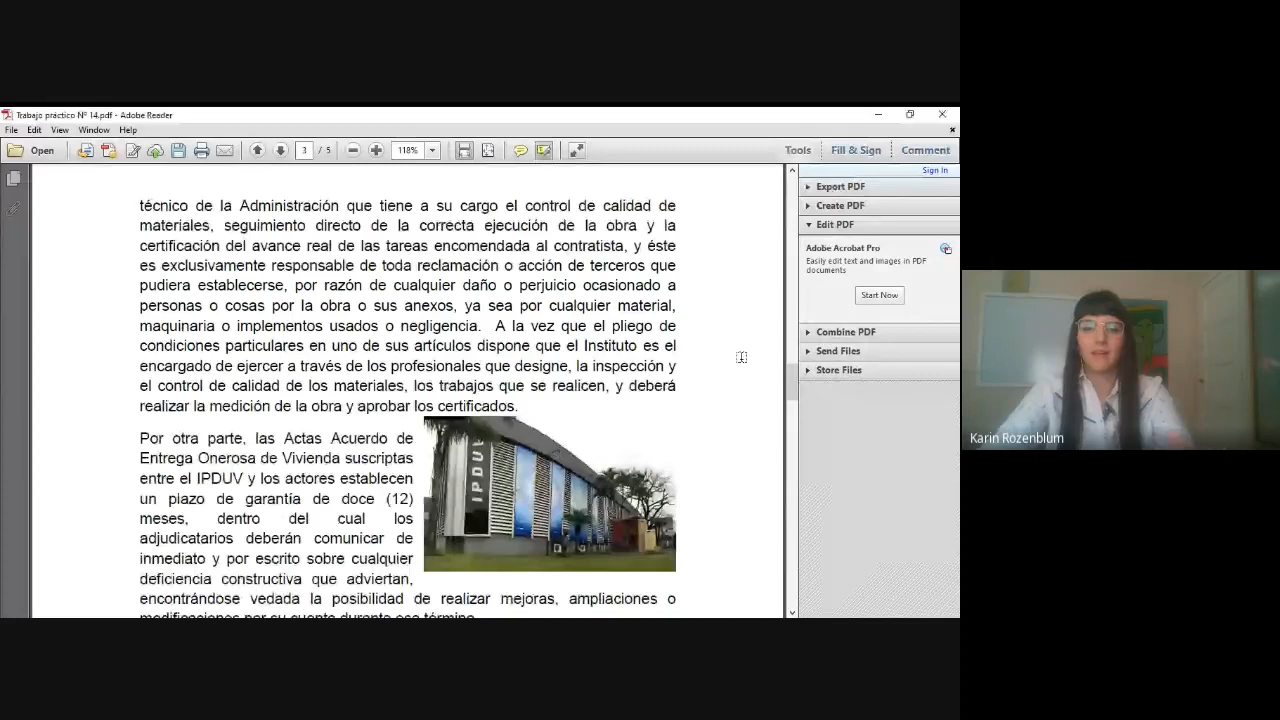 Trabajo práctico Nº 14.pdf - Adobe Reader
File Edit View Window Help
Open 3 / 5 118% Tools Fill & Sign Comment
Sign In
Export PDF
Create PDF
Edit PDF
Adobe Acrobat Pro
Easily edit text and images in PDF
documents
Start Now
Combine PDF
Send Files
Store Files
técnico de la Administración que tiene a su cargo el control de calidad de
materiales, seguimiento directo de la correcta ejecución de la obra y la
certificación del avance real de las tareas encomendada al contratista, y éste
es exclusivamente responsable de toda reclamación o acción de terceros que
pudiera establecerse, por razón de cualquier daño o perjuicio ocasionado a
personas o cosas por la obra o sus anexos, ya sea por cualquier material,
maquinaria o implementos usados o negligencia. A la vez que el pliego de
condiciones particulares en uno de sus artículos dispone que el Instituto es el
encargado de ejercer a través de los profesionales que designe, la inspección y
el control de calidad de los materiales, los trabajos que se realicen, y deberá
realizar la medición de la obra y aprobar los certificados.
Por otra parte, las Actas Acuerdo de
Entrega Onerosa de Vivienda suscriptas
entre el IPDUV y los actores establecen
un plazo de garantía de doce (12)
meses, dentro del cual los
adjudicatarios deberán comunicar de
inmediato y por escrito sobre cualquier
deficiencia constructiva que adviertan,
encontrándose vedada la posibilidad de realizar mejoras, ampliaciones o
modificaciones por su cuenta durante ese término.
IPDUV
Karin Rozenblum